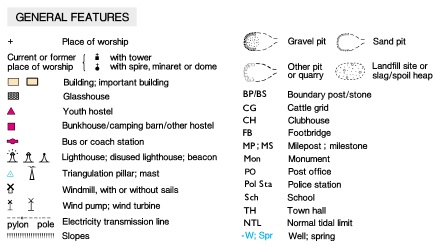 GENERAL FEATURES
+ Place of worship
Current or former place of worship
with tower
with spire, minaret or dome
Building; important building
Glasshouse
Youth hostel
Bunkhouse/camping barn/other hostel
Bus or coach station
Lighthouse; disused lighthouse; beacon
Triangulation pillar; mast
Windmill, with or without sails
Wind pump; wind turbine
pylon pole Electricity transmission line
Slopes
Gravel pit
Sand pit
Other pit or quarry
Landfill site or slag/spoil heap
BP/BS Boundary post/stone
CG Cattle grid
CH Clubhouse
FB Footbridge
MP ; MS Milepost ; milestone
Mon Monument
PO Post office
Pol Sta Police station
Sch School
TH Town hall
NTL Normal tidal limit
·W; Spr Well; spring